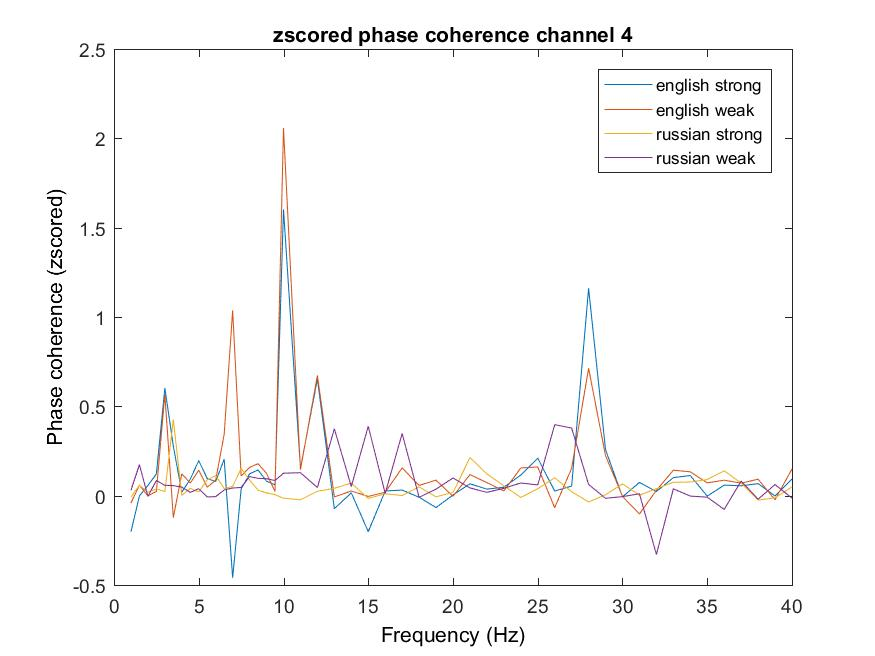 zscored phase coherence channel 4
2.5
2
1.5
1
0.5
0
-0.5
Phase coherence (zscored)
english strong
english weak
russian strong
russian weak
0 5 10 15 20 25 30 35 40
Frequency (Hz)